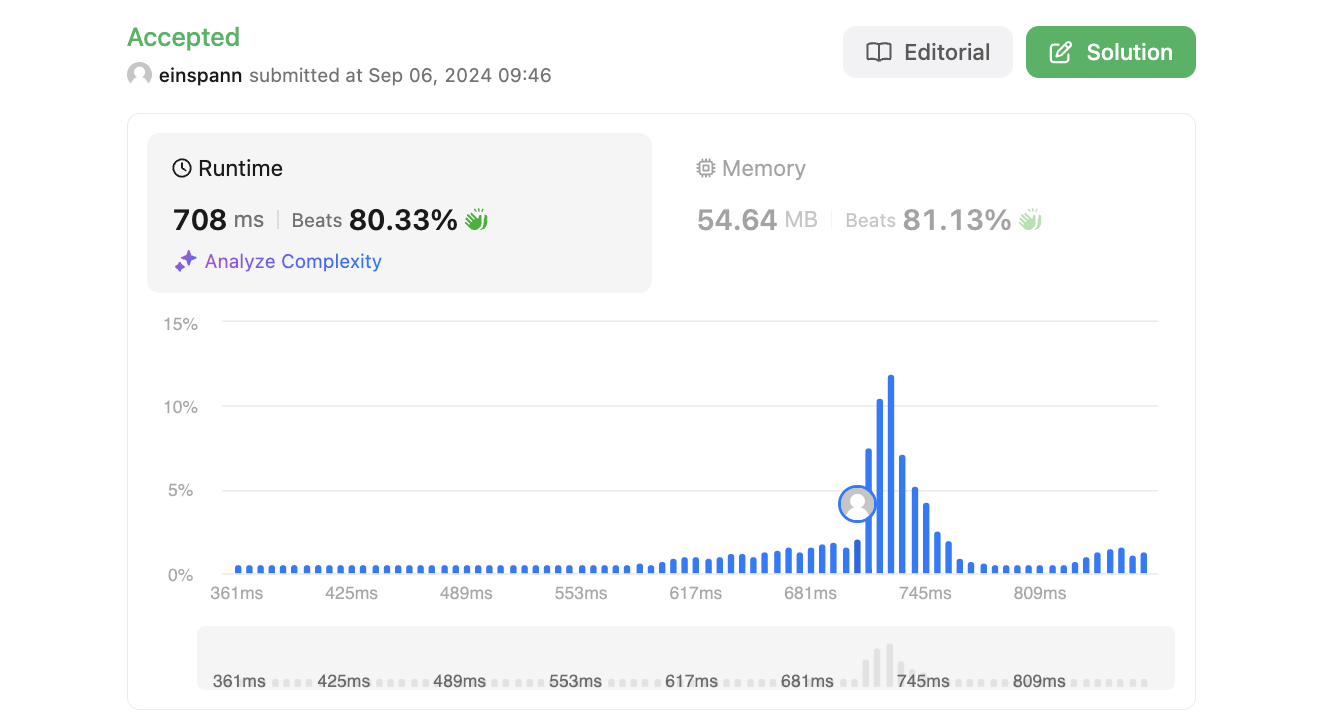 Accepted
einspann submitted at Sep 06, 2024 09:46
Editorial
Solution
Runtime
708 ms Beats 80.33%
Analyze Complexity
Memory
54.64 MB Beats 81.13%
15%
10%
5%
0%
361ms 425ms 489ms 553ms 617ms 681ms 745ms 809ms
361ms 425ms 489ms 553ms 617ms 681ms 745ms 809ms